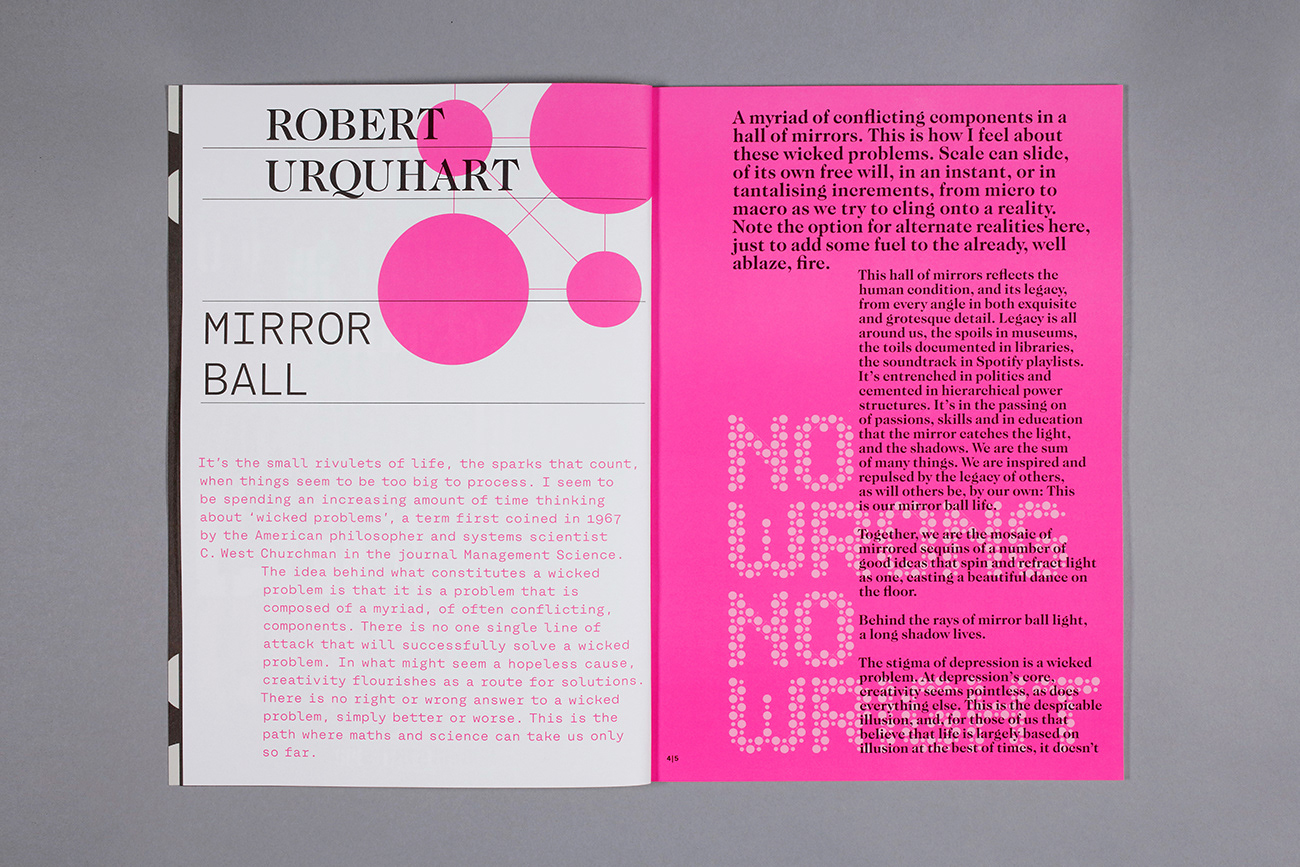 ROBERT
URQUHART
MIRROR
BALL
It's the small rivulets of life, the sparks that count,
when things seem to be too big to process. I seem to
be spending an increasing amount of time thinking
about ‘wicked problems’, a term first coined in 1967
by the American philosopher and systems scientist
C. West Churchman in the journal Management Science.
The idea behind what constitutes a wicked
problem is that it is a problem that is
composed of a myriad, of often conflicting,
components. There is no one single line of
attack that will successfully solve a wicked
problem. In what might seem a hopeless cause,
creativity flourishes as a route for solutions.
There is no right or wrong answer to a wicked
problem, simply better or worse. This is the
path where maths and science can take us only
so far.
A myriad of conflicting components in a
hall of mirrors. This is how I feel about
these wicked problems. Scale can slide,
of its own free will, in an instant, or in
tantalising increments, from micro to
macro as we try to cling onto a reality.
Note the option for alternate realities here,
just to add some fuel to the already, well
ablaze, fire.
This hall of mirrors reflects the
human condition, and its legacy,
from every angle in both exquisite
and grotesque detail. Legacy is all
around us, the spoils in museums,
the toils documented in libraries,
the soundtrack in Spotify playlists.
It's entrenched in politics and
cemented in hierarchical power
structures. It's in the passing on
of passions, skills and in education
that the mirror catches the light,
and the shadows. We are the sum
of many things. We are inspired and
repulsed by the legacy of others,
as will others be, by our own: This
is our mirror ball life.
Together, we are the mosaic of
mirrored sequins of a number of
good ideas that spin and refract light
as one, casting a beautiful dance on
the floor.
Behind the rays of mirror ball light,
a long shadow lives.
The stigma of depression is a wicked
problem. At depression's core,
creativity seems pointless, as does
everything else. This is the despicable
illusion, and, for those of us that
believe that life is largely based on
illusion at the best of times, it doesn't
NO
WRONG
NO
4|5